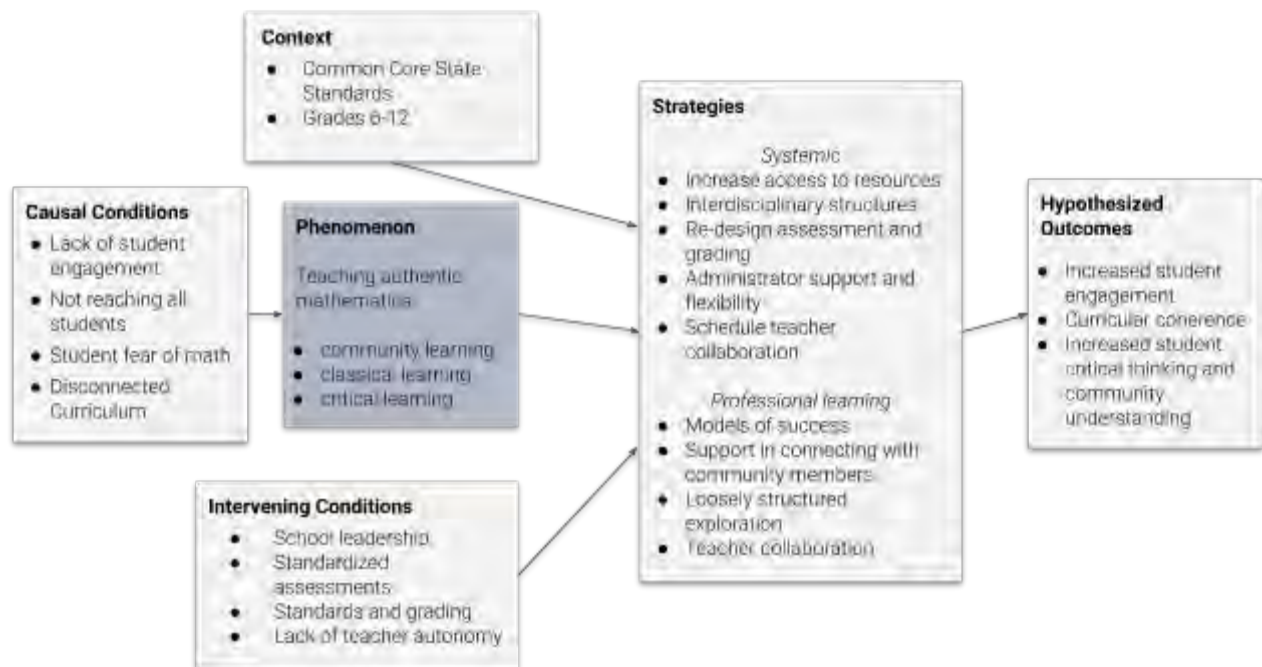 Context
● Common Core State
Standards
● Grades 6-12
Causal Conditions
● Lack of student
engagement
● Not reaching all
students
● Student fear of math
● Disconnected
Curriculum
Phenomenon
Teaching authentic
mathematics
● community learning
● classical learning
● critical learning
Intervening Conditions
● School leadership
● Standardized
assessments
● Standards and grading
● Lack of teacher autonomy
Strategies
Systemic
● Increase access to resources
● Interdisciplinary structures
● Re-design assessment and
grading
● Administrator support and
flexibility
● Schedule teacher
collaboration
Professional learning
● Models of success
● Support in connecting with
community members
● Loosely structured
exploration
● Teacher collaboration
Hypothesized
Outcomes
● Increased student
engagement
● Curricular coherence
● Increased student
critical thinking and
community
understanding